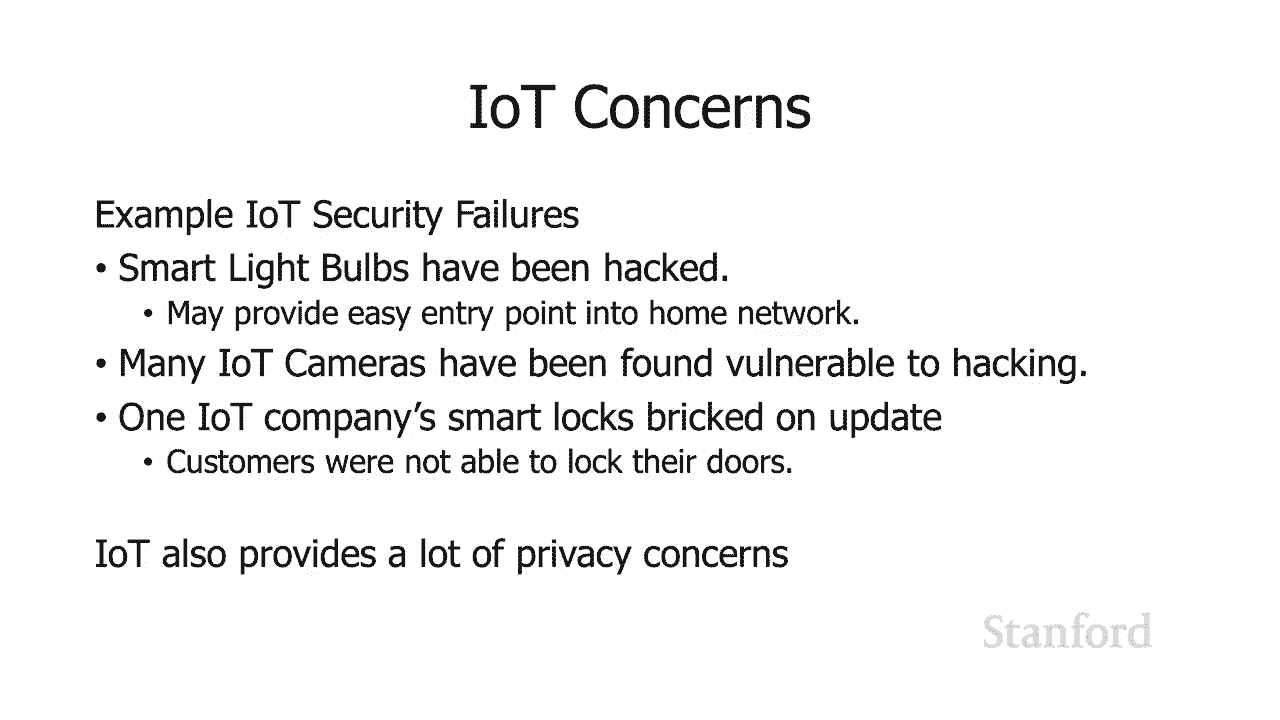 IoT Concerns
Example IoT Security Failures
• Smart Light Bulbs have been hacked.
• May provide easy entry point into home network.
• Many IoT Cameras have been found vulnerable to hacking.
• One IoT company’s smart locks bricked on update
• Customers were not able to lock their doors.
IoT also provides a lot of privacy concerns
Stanford